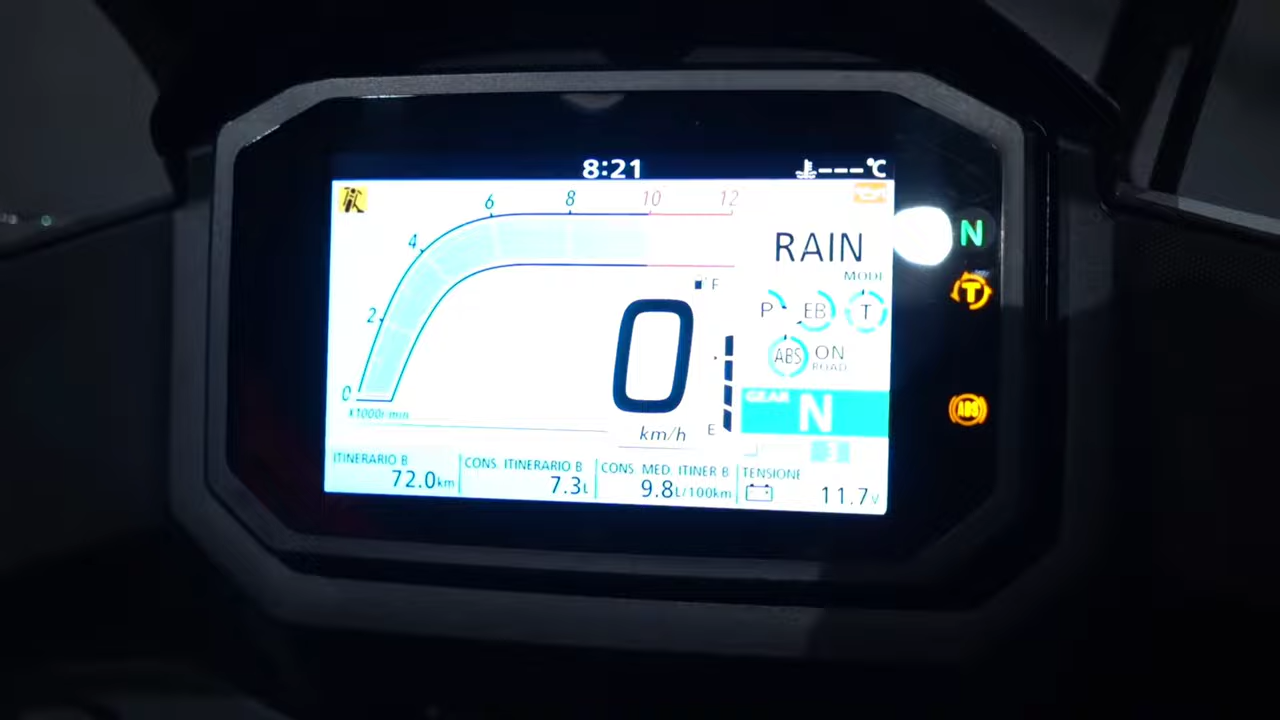 8:21
---°C
2
4
6
8
10
12
0
X1000r/min
RAIN
MODE
P
EB
T
ABS
ON
ROAD
F
0
E
km/h
GEAR
N
ITINERARIO B
72.0km
CONS. ITINERARIO B
7.3L
CONS. MED. ITINER B
9.8L/100km
TENSIONE
11.7v
N
T
ABS